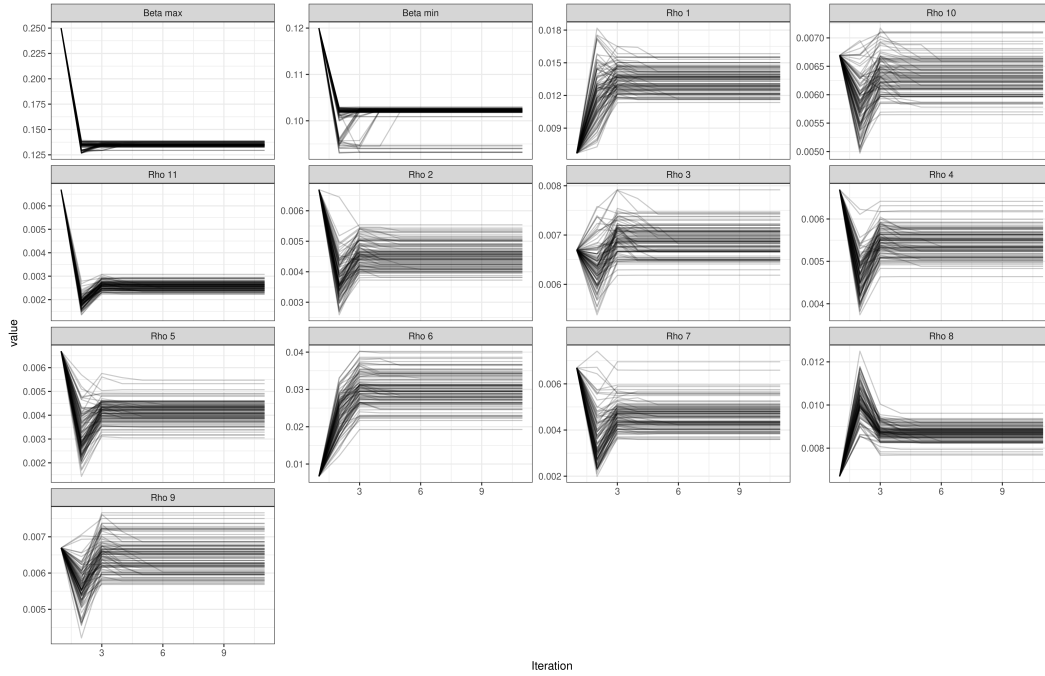 Beta max
Beta min
Rho 1
Rho 10
0.250
0.225
0.200
0.175
0.150
0.125
0.12
0.10
0.018
0.015
0.012
0.009
0.0070
0.0065
0.0060
0.0055
0.0050
Rho 11
Rho 2
Rho 3
Rho 4
0.006
0.005
0.004
0.003
0.002
0.006
0.005
0.004
0.003
0.008
0.007
0.006
0.006
0.005
0.004
Rho 5
Rho 6
Rho 7
Rho 8
0.006
0.005
0.004
0.003
0.002
0.04
0.03
0.02
0.01
0.006
0.004
0.002
0.012
0.010
0.008
3 6 9
3 6 9
3 6 9
Rho 9
0.007
0.006
0.005
3 6 9
value
Iteration